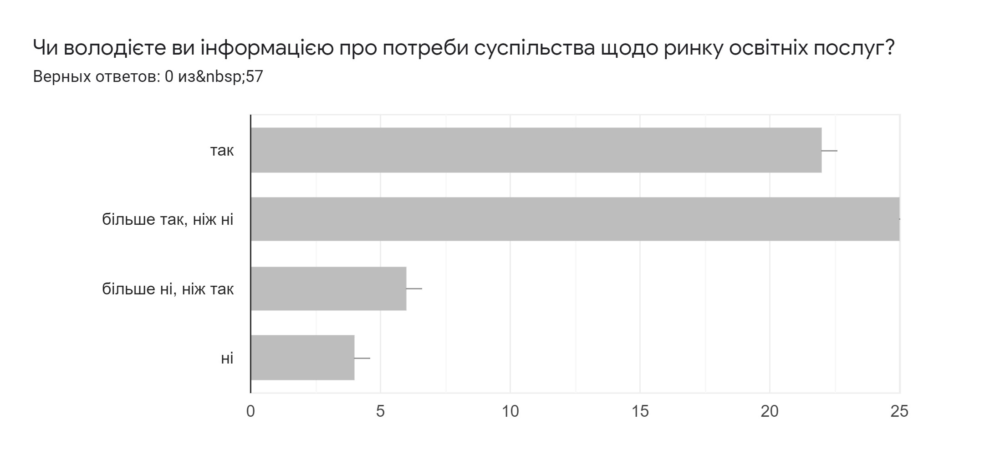 Чи володієте ви інформацією про потреби суспільства щодо ринку освітніх послуг?
Верных ответов: 0 из&nbsp;57
так
більше так, ніж ні
більше ні, ніж так
ні
0 5 10 15 20 25